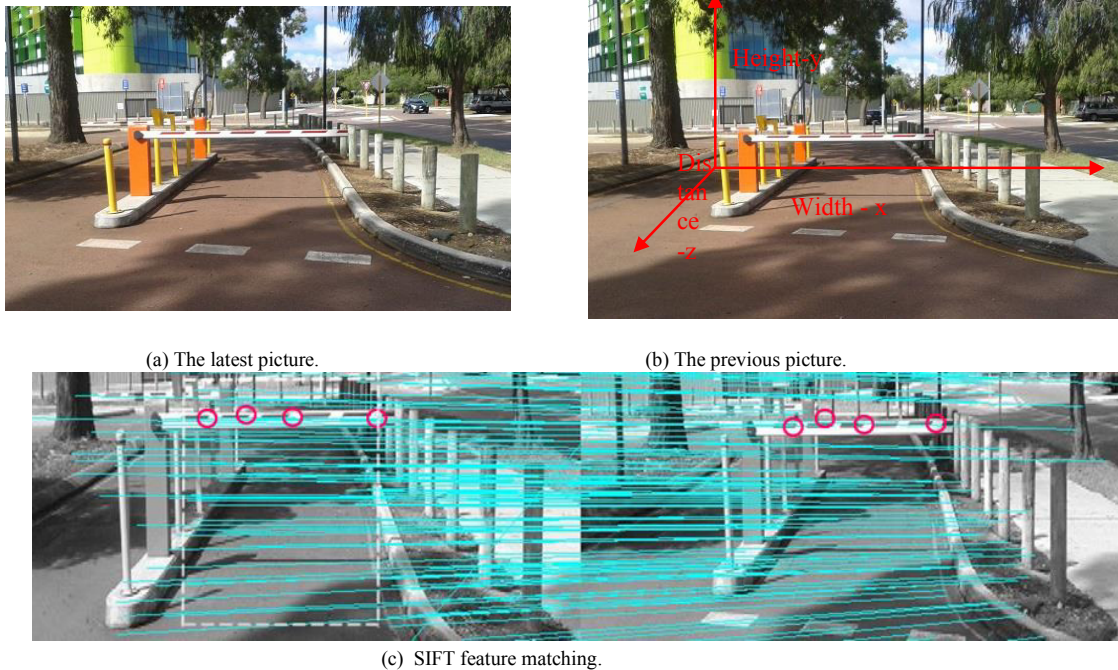 Height-y
Dis
tan
ce
-z
Width - x
(a) The latest picture.
(b) The previous picture.
(c) SIFT feature matching.